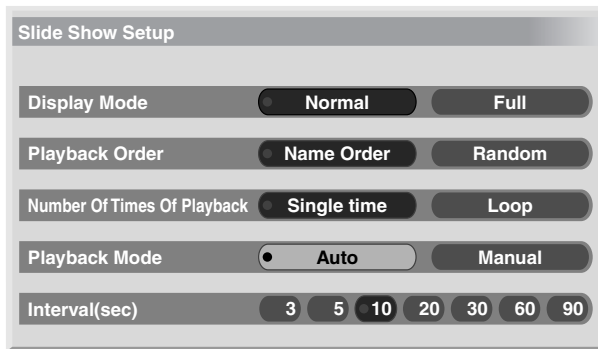 Slide Show Setup
Display Mode Normal Full
Playback Order Name Order Random
Number Of Times Of Playback Single time Loop
Playback Mode Auto Manual
Interval(sec) 3 5 10 20 30 60 90